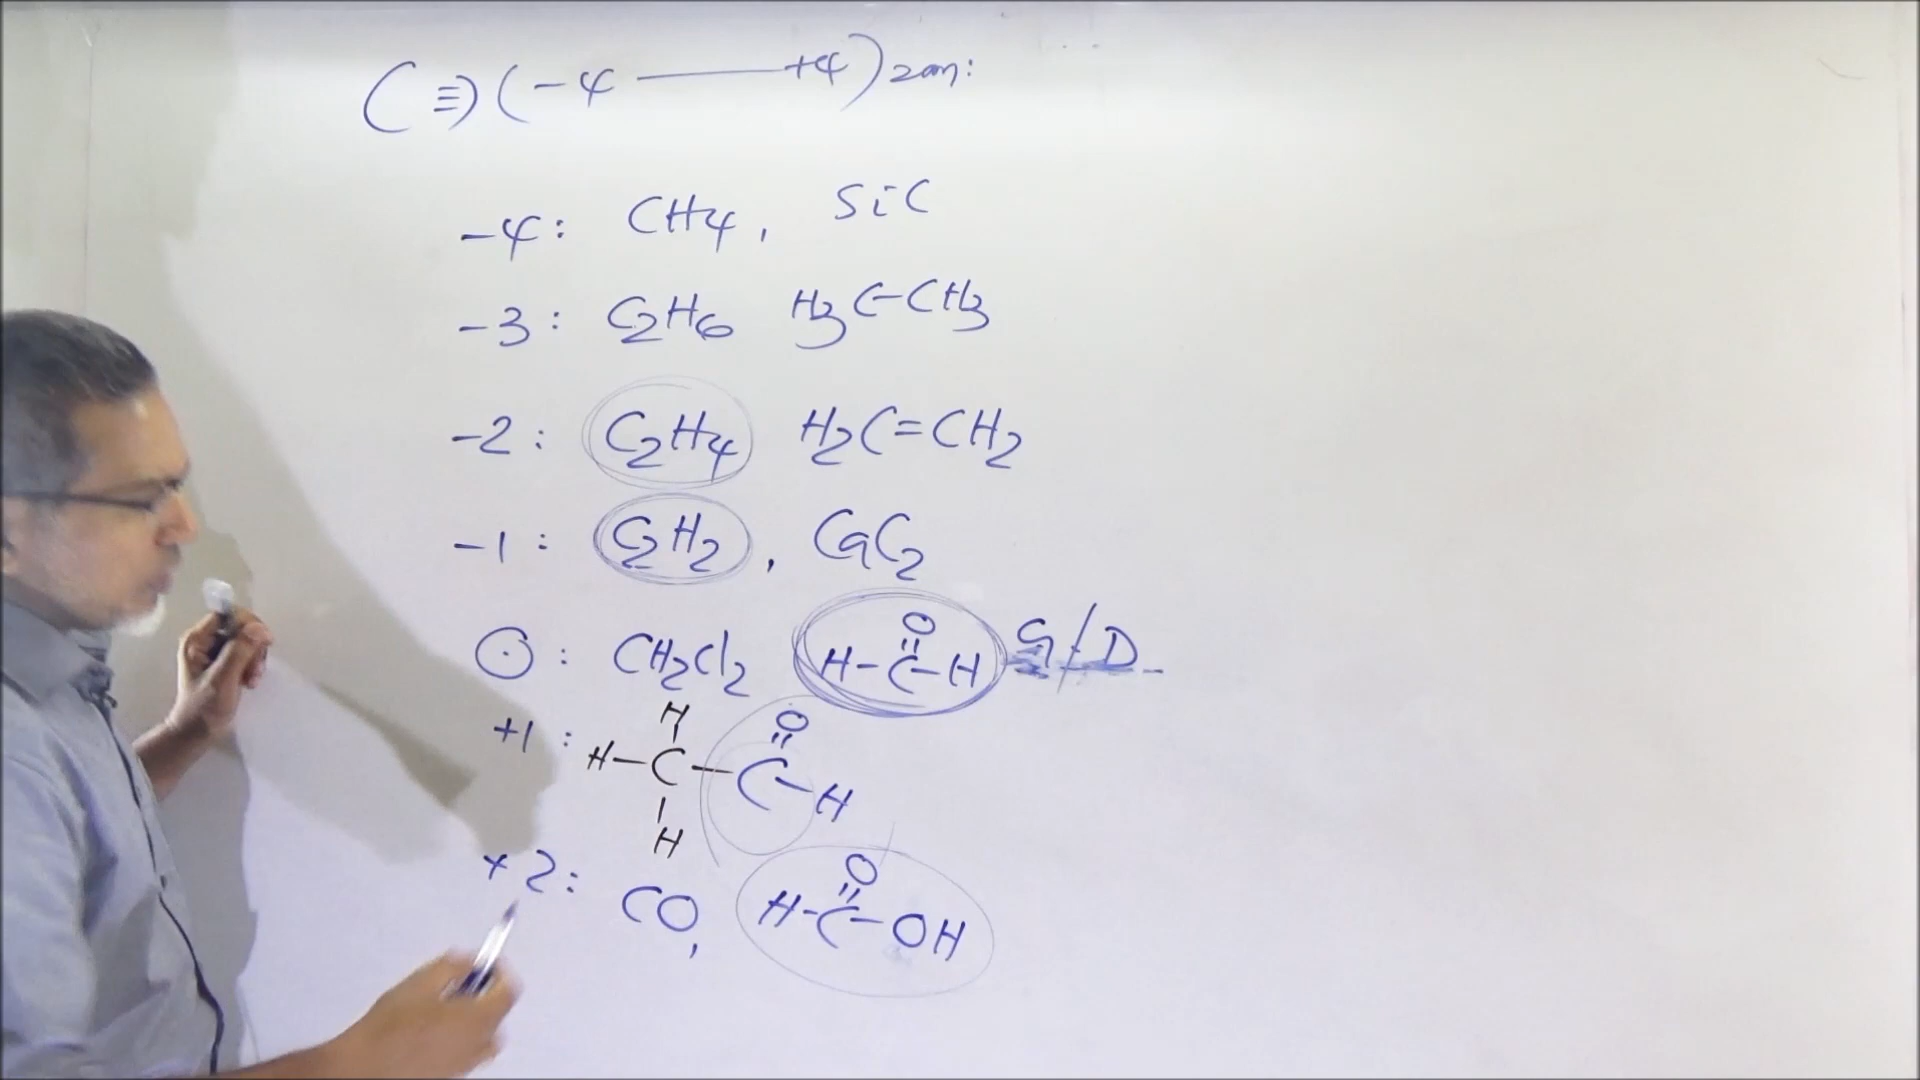 (C ≡) (-4 —— +4)
-4: CH4, SiC
-3: C2H6 H3C-CH3
-2: C2H4 H2C=CH2
-1: C2H2, CaC2
0: CH2Cl2 H-C(=O)-H G/D
+1: H-C(H)(H)-C(=O)-H
+2: CO, H-C(=O)-OH